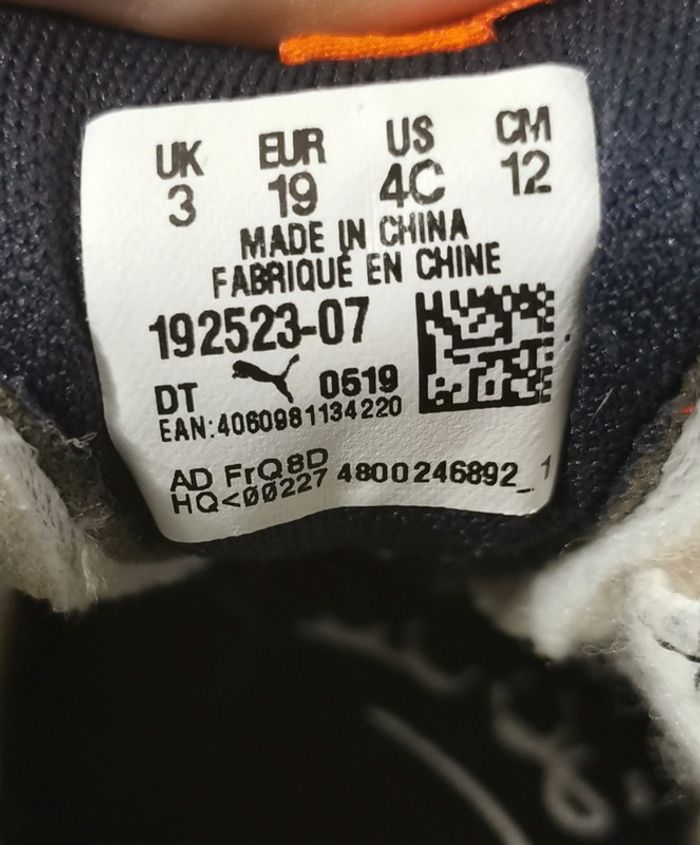 UK EUR US CM
3 19 4C 12
MADE IN CHINA
FABRIQUÉ EN CHINE
192523-07
DT 0519
EAN:4060981134220
AD FrQ8D
HQ<00227 4800246892_1